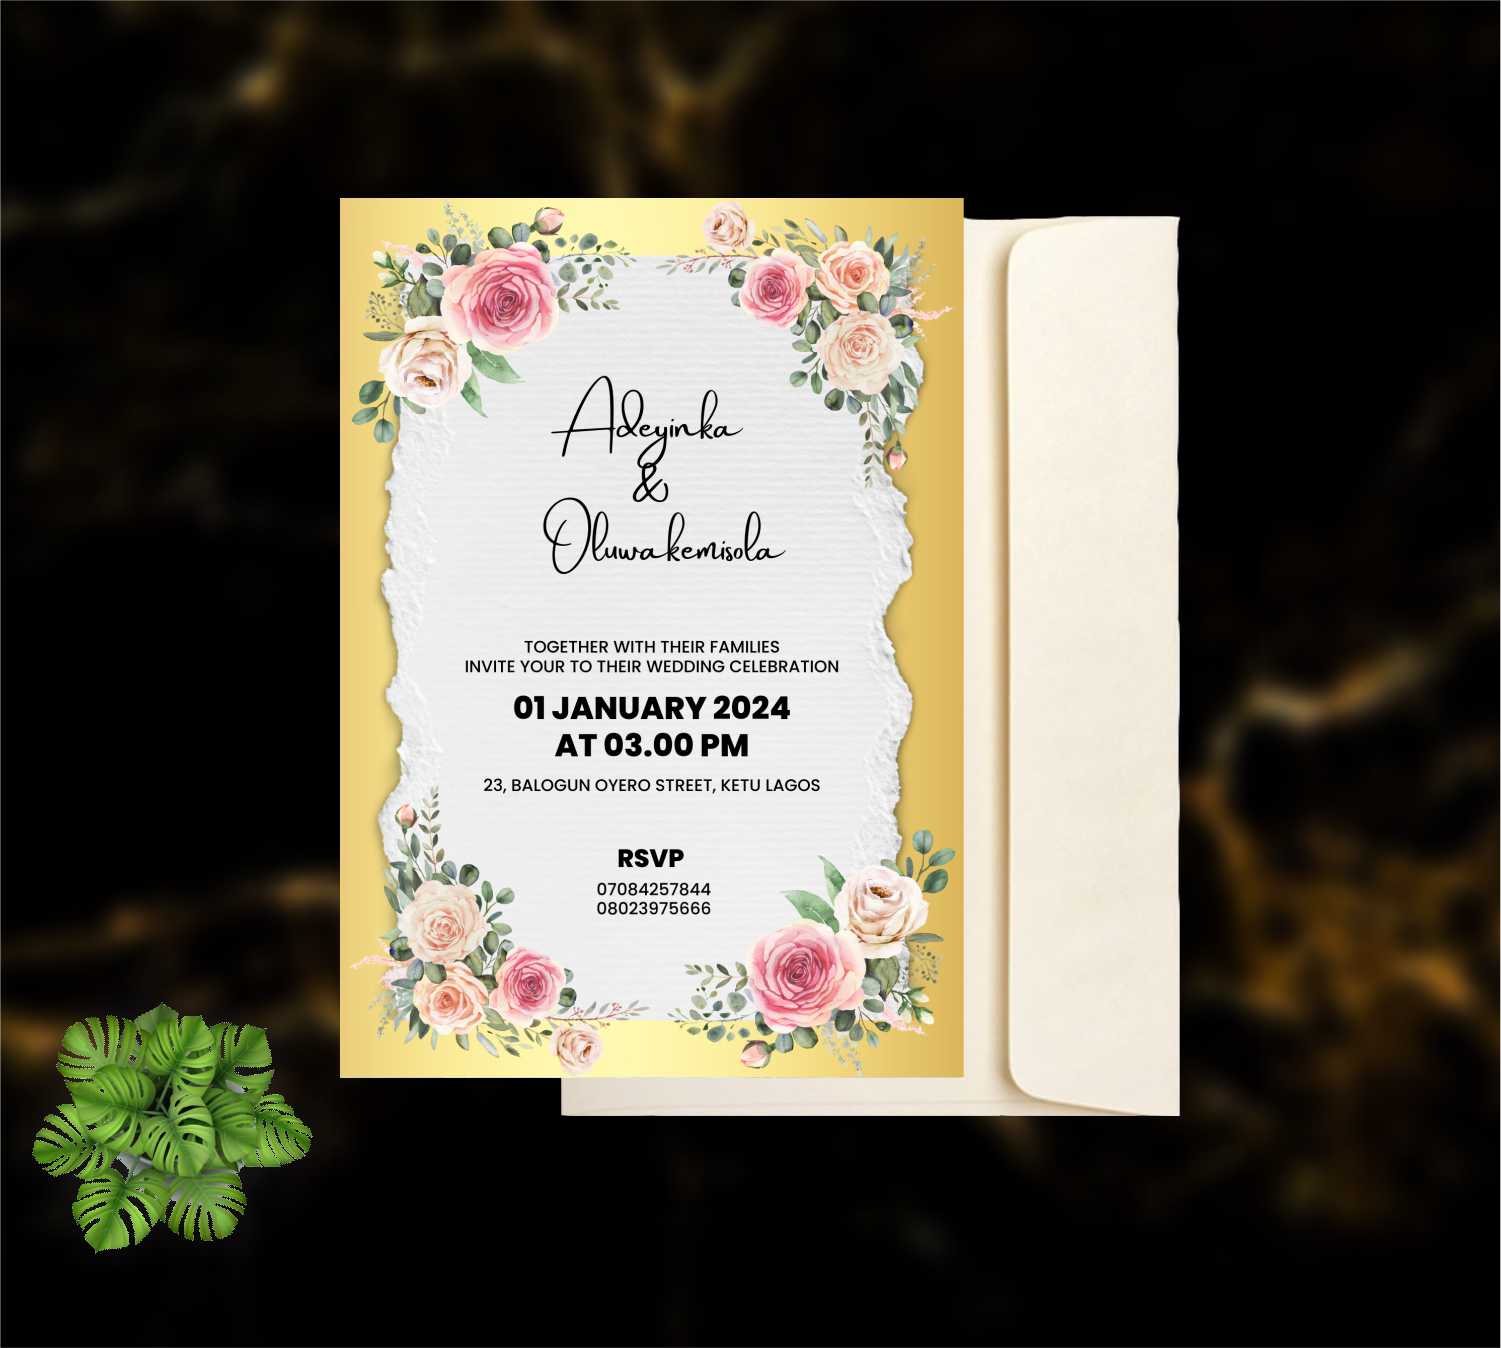 Adeyinka
&
Oluwakemisola
TOGETHER WITH THEIR FAMILIES
INVITE YOUR TO THEIR WEDDING CELEBRATION
01 JANUARY 2024
AT 03.00 PM
23, BALOGUN OYERO STREET, KETU LAGOS
RSVP
07084257844
08023975666